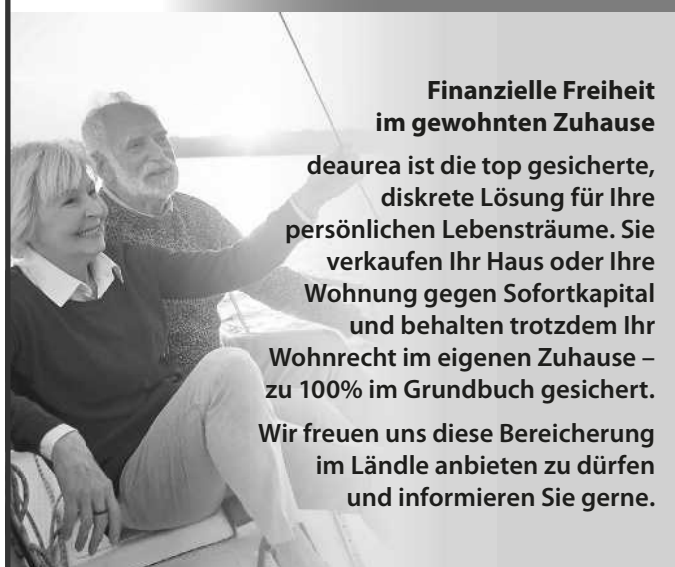 Finanzielle Freiheit
im gewohnten Zuhause
deaurea ist die top gesicherte,
diskrete Lösung für Ihre
persönlichen Lebensträume. Sie
verkaufen Ihr Haus oder Ihre
Wohnung gegen Sofortkapital
und behalten trotzdem Ihr
Wohnrecht im eigenen Zuhause –
zu 100% im Grundbuch gesichert.
Wir freuen uns diese Bereicherung
im Ländle anbieten zu dürfen
und informieren Sie gerne.